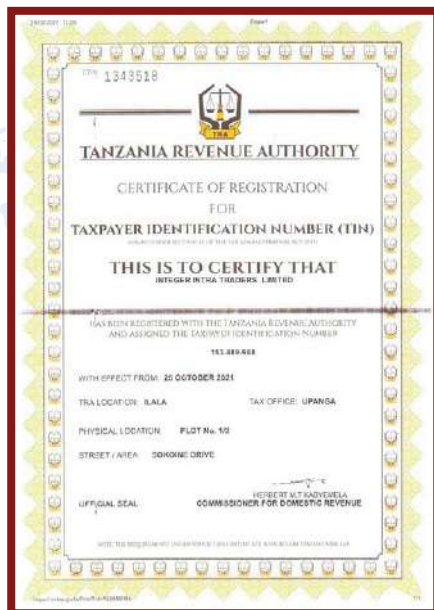 1343518
TRA
TANZANIA REVENUE AUTHORITY
CERTIFICATE OF REGISTRATION
FOR
TAXPAYER IDENTIFICATION NUMBER (TIN)
THIS IS TO CERTIFY THAT
INTEGER INTRA TRADERS LIMITED
HAS BEEN REGISTERED WITH THE TANZANIA REVENUE AUTHORITY
AND ASSIGNED THE TAXPAYER IDENTIFICATION NUMBER
WITH EFFECT FROM: OCTOBER 2021
TRA LOCATION: ILALA TAX OFFICE: UPANGA
PHYSICAL LOCATION: PLOT No.
STREET / AREA SOKOINE DRIVE
HERBERT M.T KABYEMELA
OFFICIAL SEAL COMMISSIONER FOR DOMESTIC REVENUE